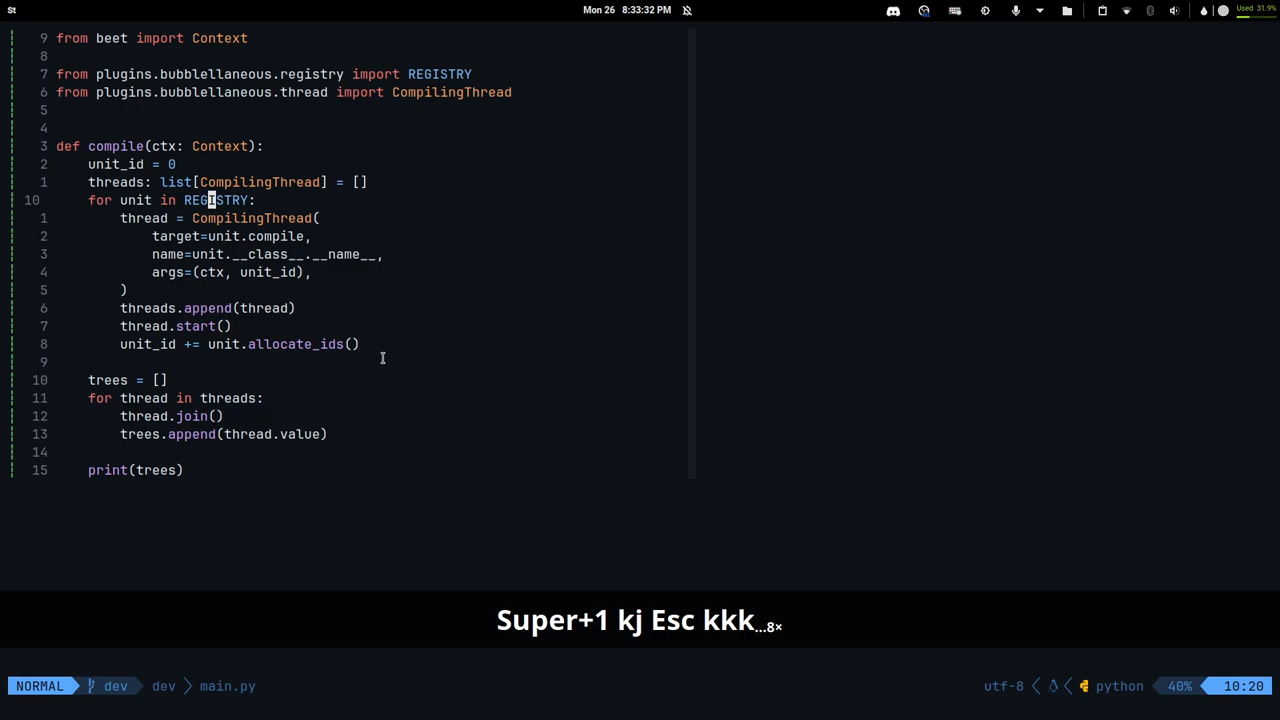 St
Mon 26 8:33:32 PM
Used 31.9%
9 from beet import Context
8
7 from plugins.bubblellaneous.registry import REGISTRY
6 from plugins.bubblellaneous.thread import CompilingThread
5
4
3 def compile(ctx: Context):
2     unit_id = 0
1     threads: list[CompilingThread] = []
10     for unit in REGISTRY:
1         thread = CompilingThread(
2             target=unit.compile,
3             name=unit.__class__.__name__,
4             args=(ctx, unit_id),
5         )
6         threads.append(thread)
7         thread.start()
8         unit_id += unit.allocate_ids()
9
10     trees = []
11     for thread in threads:
12         thread.join()
13         trees.append(thread.value)
14
15     print(trees)
Super+1 kj Esc kkk...8×
NORMAL dev dev main.py utf-8 python 40% 10:20